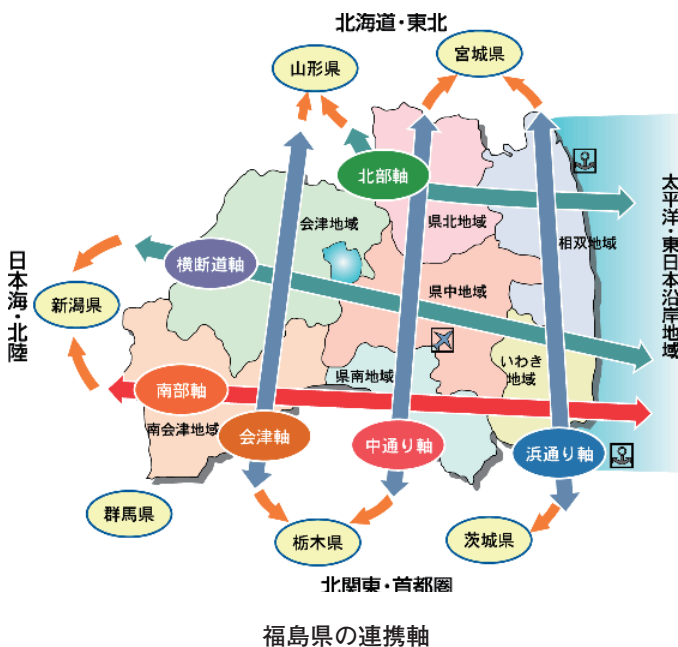 北海道・東北
山形県
宮城県
北部軸
会津地域
県北地域
相双地域
太平洋・東日本沿岸地域
日本海・北陸
横断道軸
新潟県
県中地域
いわき
地域
県南地域
南部軸
南会津地域
会津軸
中通り軸
浜通り軸
群馬県
栃木県
茨城県
北関東・首都圏
福島県の連携軸